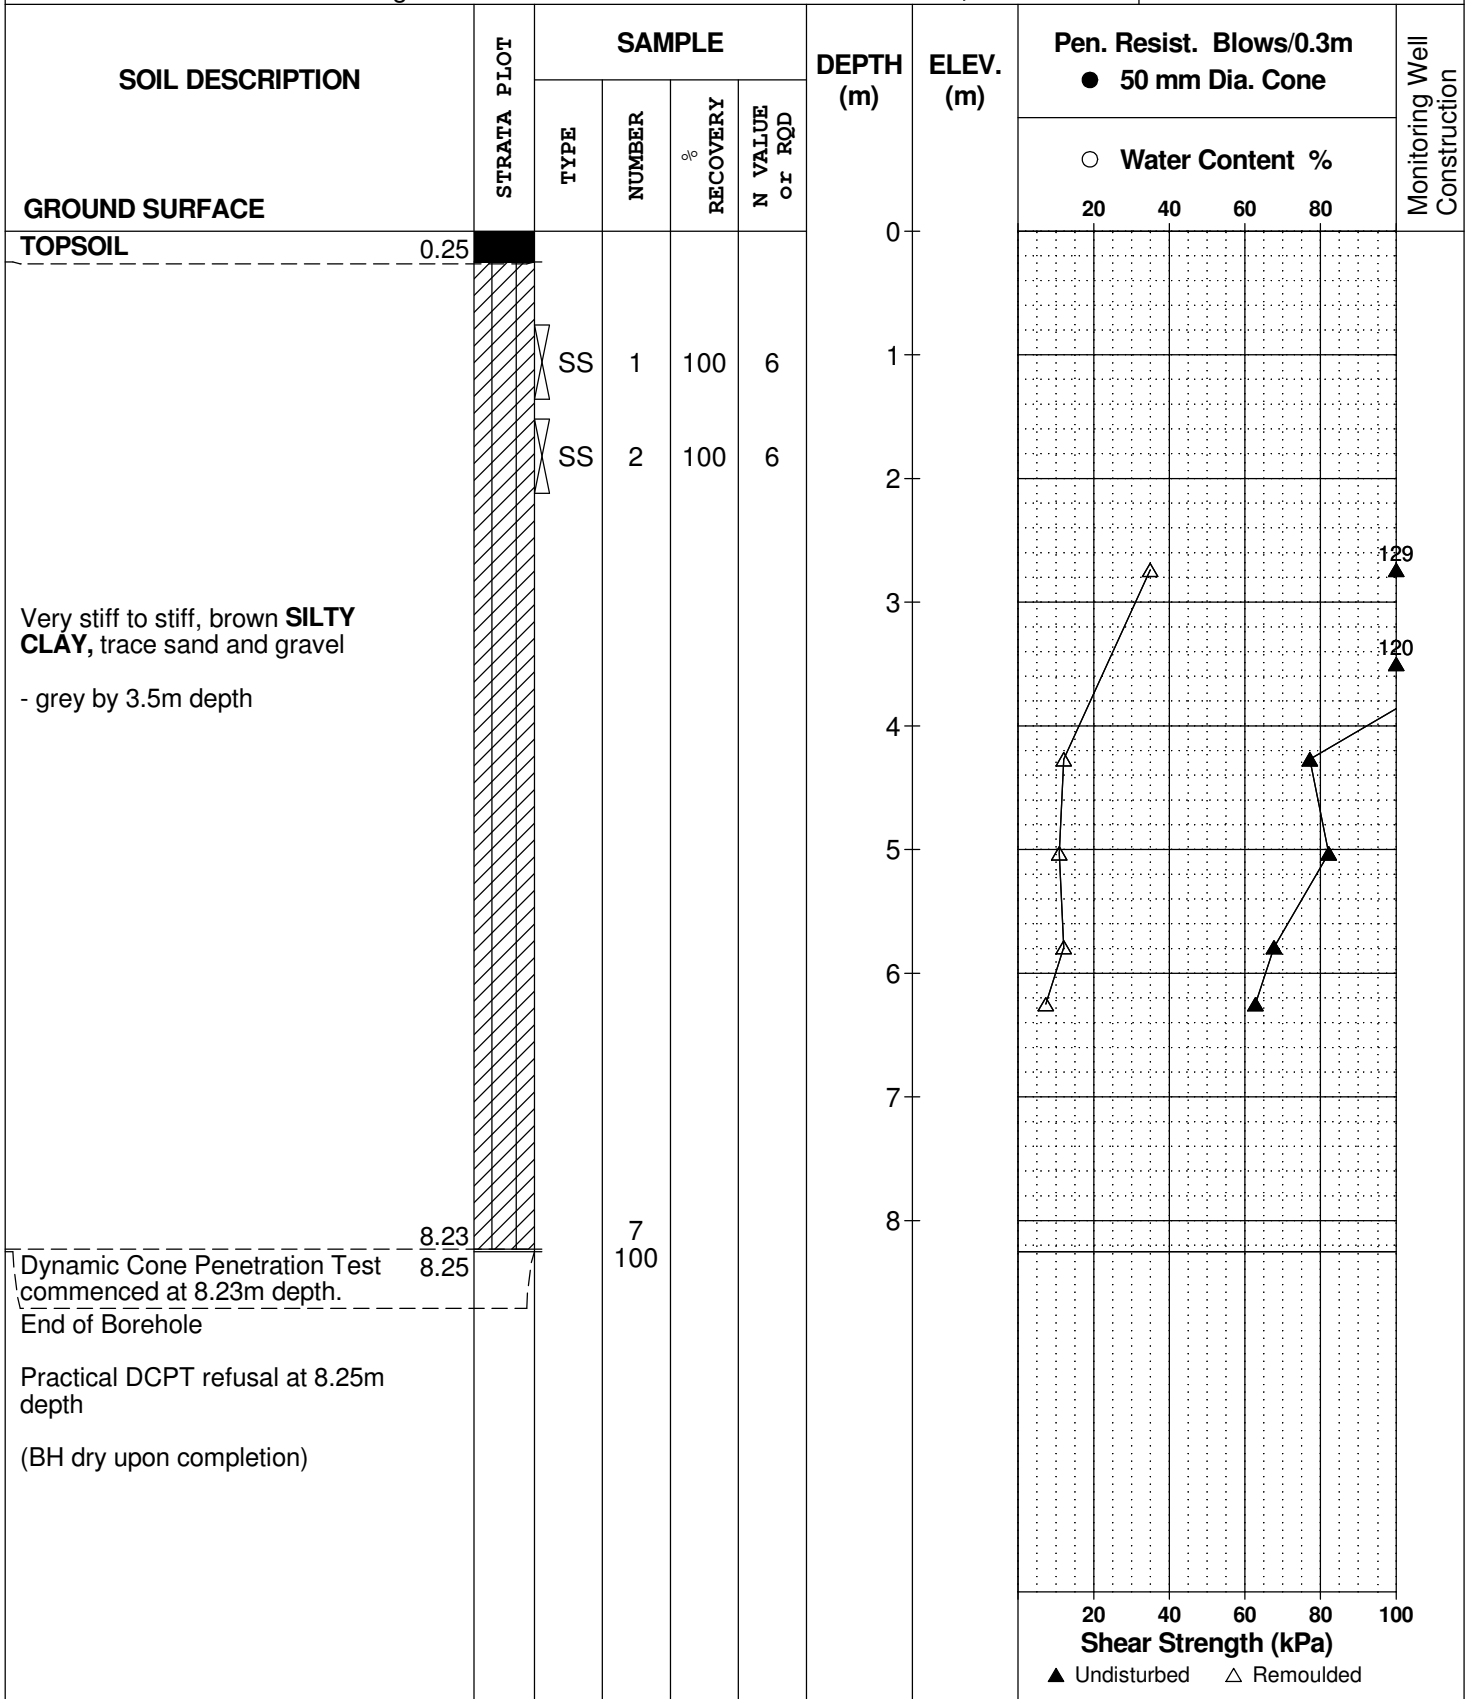 SOIL DESCRIPTION
GROUND SURFACE
STRATA PLOT
SAMPLE
TYPE
NUMBER
%
RECOVERY
N VALUE
or RQD
DEPTH
(m)
ELEV.
(m)
Pen. Resist. Blows/0.3m
● 50 mm Dia. Cone
○ Water Content %
20 40 60 80
Monitoring Well
Construction
TOPSOIL 0.25
0
SS 1 100 6
1
SS 2 100 6
2
129
3
Very stiff to stiff, brown SILTY
CLAY, trace sand and gravel
120
- grey by 3.5m depth
4
5
6
7
8
8.23
7
100
Dynamic Cone Penetration Test 8.25
commenced at 8.23m depth.
End of Borehole
Practical DCPT refusal at 8.25m
depth
(BH dry upon completion)
20 40 60 80 100
Shear Strength (kPa)
▲ Undisturbed △ Remoulded